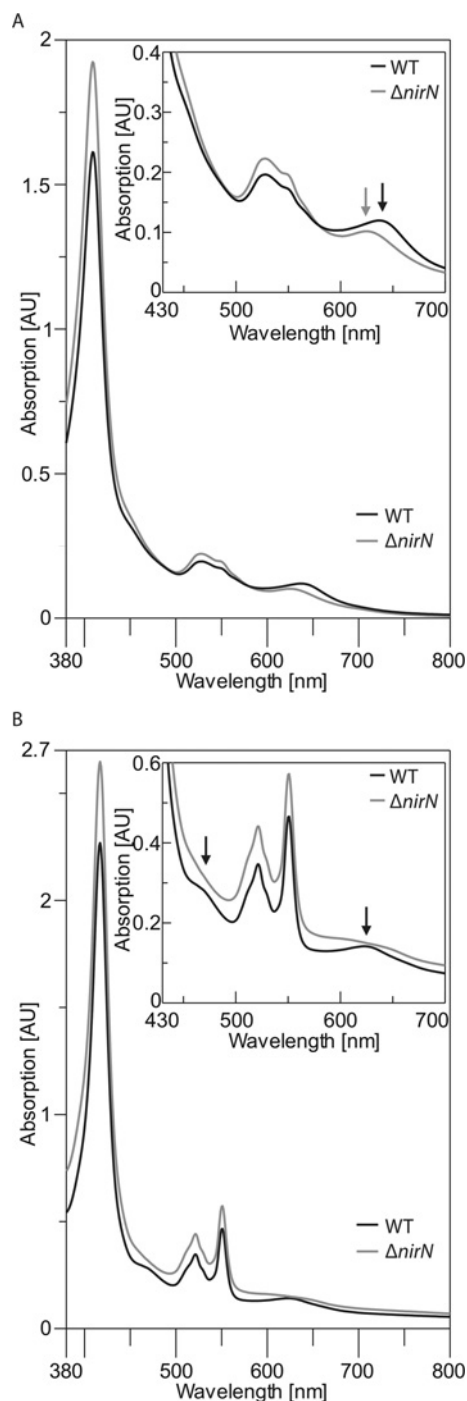 A
2
1.5
1
0.5
0
Absorption [AU]
380
500
600
700
800
Wavelength [nm]
WT
ΔnirN
0.4
0.3
0.2
0.1
0
Absorption [AU]
430
500
600
700
Wavelength [nm]
WT
ΔnirN
B
2.7
2
1
0
Absorption [AU]
380
500
600
700
800
Wavelength [nm]
WT
ΔnirN
0.6
0.4
0.3
0.2
0
Absorption [AU]
430
500
600
700
Wavelength [nm]
WT
ΔnirN